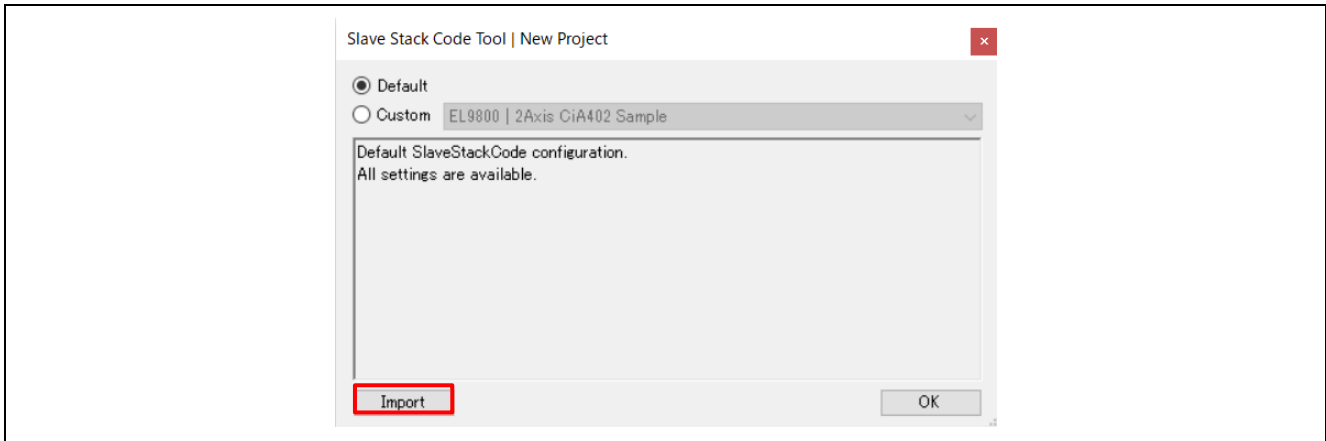 Slave Stack Code Tool | New Project
Default
Custom EL9800 | 2Axis CiA402 Sample
Default SlaveStackCode configuration.
All settings are available.
Import OK